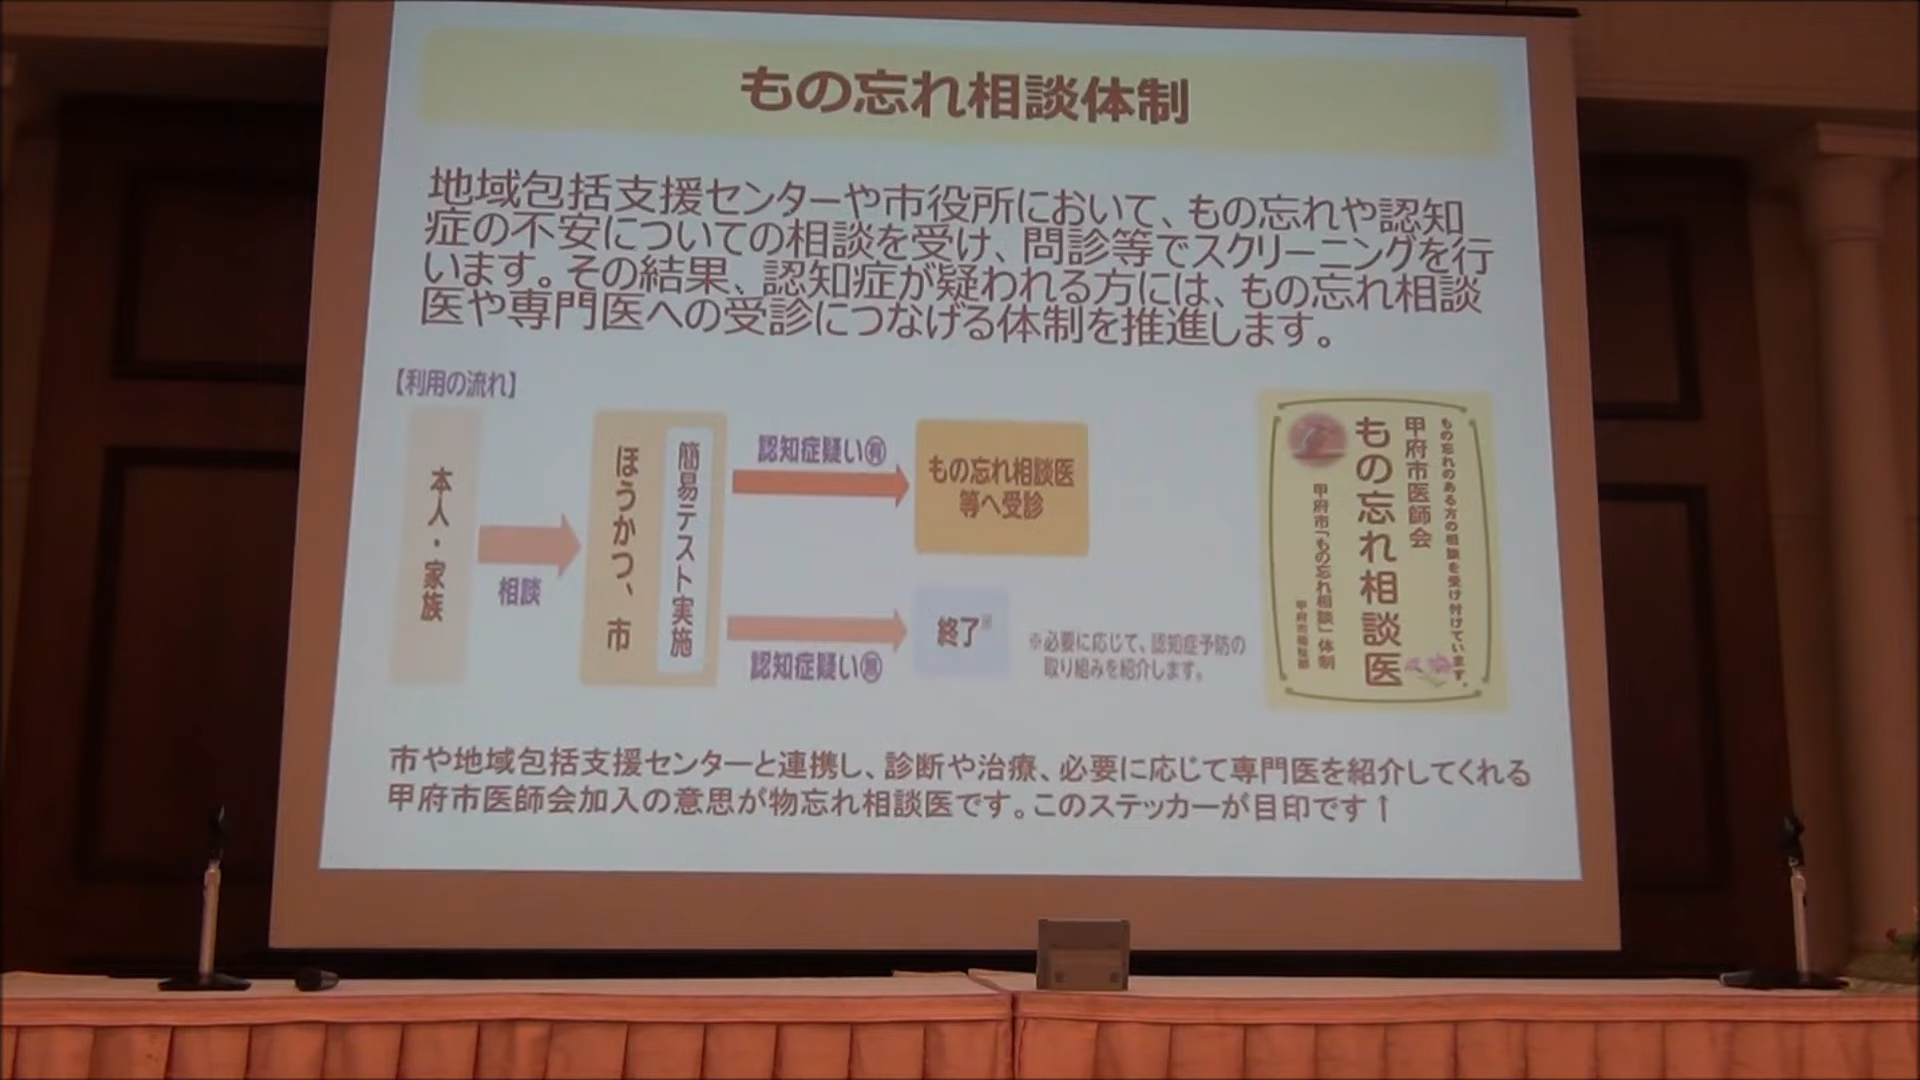 もの忘れ相談体制
地域包括支援センターや市役所において、もの忘れや認知
症の不安についての相談を受け、問診等でスクリーニングを行
います。その結果、認知症が疑われる方には、もの忘れ相談
医や専門医への受診につなげる体制を推進します。
【利用の流れ】
本人・家族
相談
ほうかつ、市
簡易テスト実施
認知症疑い㊒
もの忘れ相談医
等へ受診
認知症疑い㊚
終了※
※必要に応じて、認知症予防の
取り組みを紹介します。
もの忘れのある方の相談を受け付けています。
甲府市医師会
もの忘れ相談医
甲府市「もの忘れ相談」体制
甲府市福祉部
市や地域包括支援センターと連携し、診断や治療、必要に応じて専門医を紹介してくれる
甲府市医師会加入の意思が物忘れ相談医です。このステッカーが目印です↑